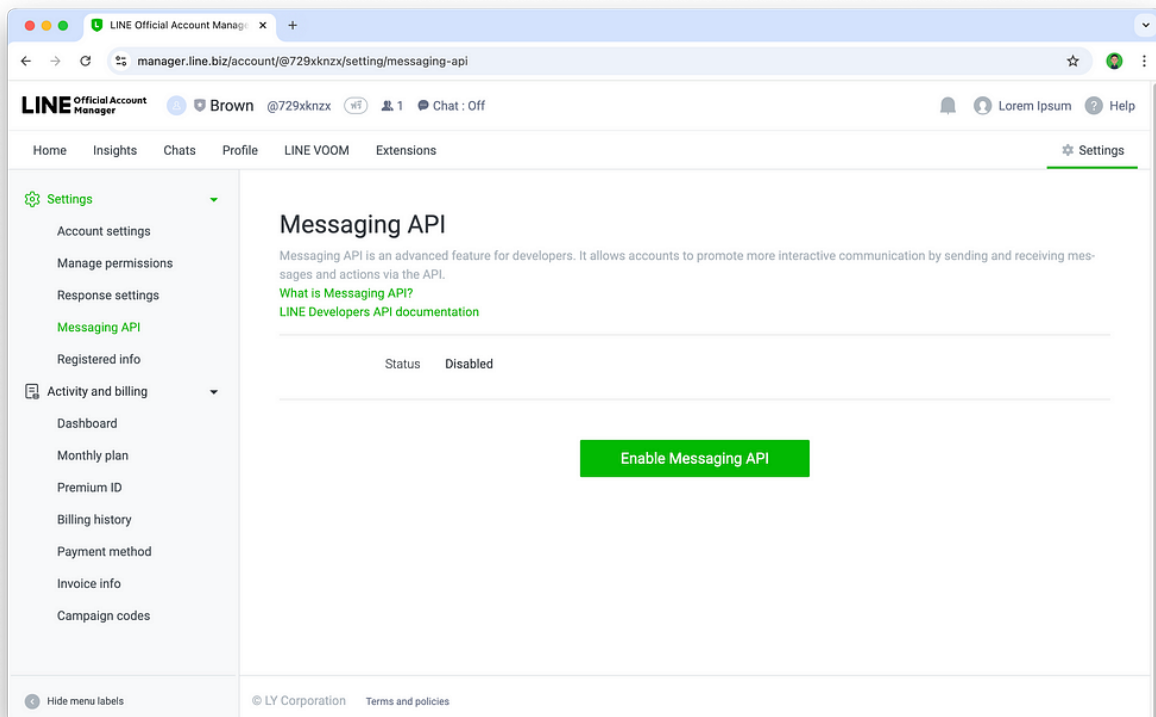 LINE Official Account Manage
manager.line.biz/account/@729xknzx/setting/messaging-api
LINE Official Account Manager
Brown @729xknzx ฟรี 1 Chat : Off
Lorem Ipsum ? Help
Home Insights Chats Profile LINE VOOM Extensions Settings
Settings
Account settings
Manage permissions
Response settings
Messaging API
Registered info
Activity and billing
Dashboard
Monthly plan
Premium ID
Billing history
Payment method
Invoice info
Campaign codes
Hide menu labels
Messaging API
Messaging API is an advanced feature for developers. It allows accounts to promote more interactive communication by sending and receiving mes-
sages and actions via the API.
What is Messaging API?
LINE Developers API documentation
Status Disabled
Enable Messaging API
© LY Corporation Terms and policies